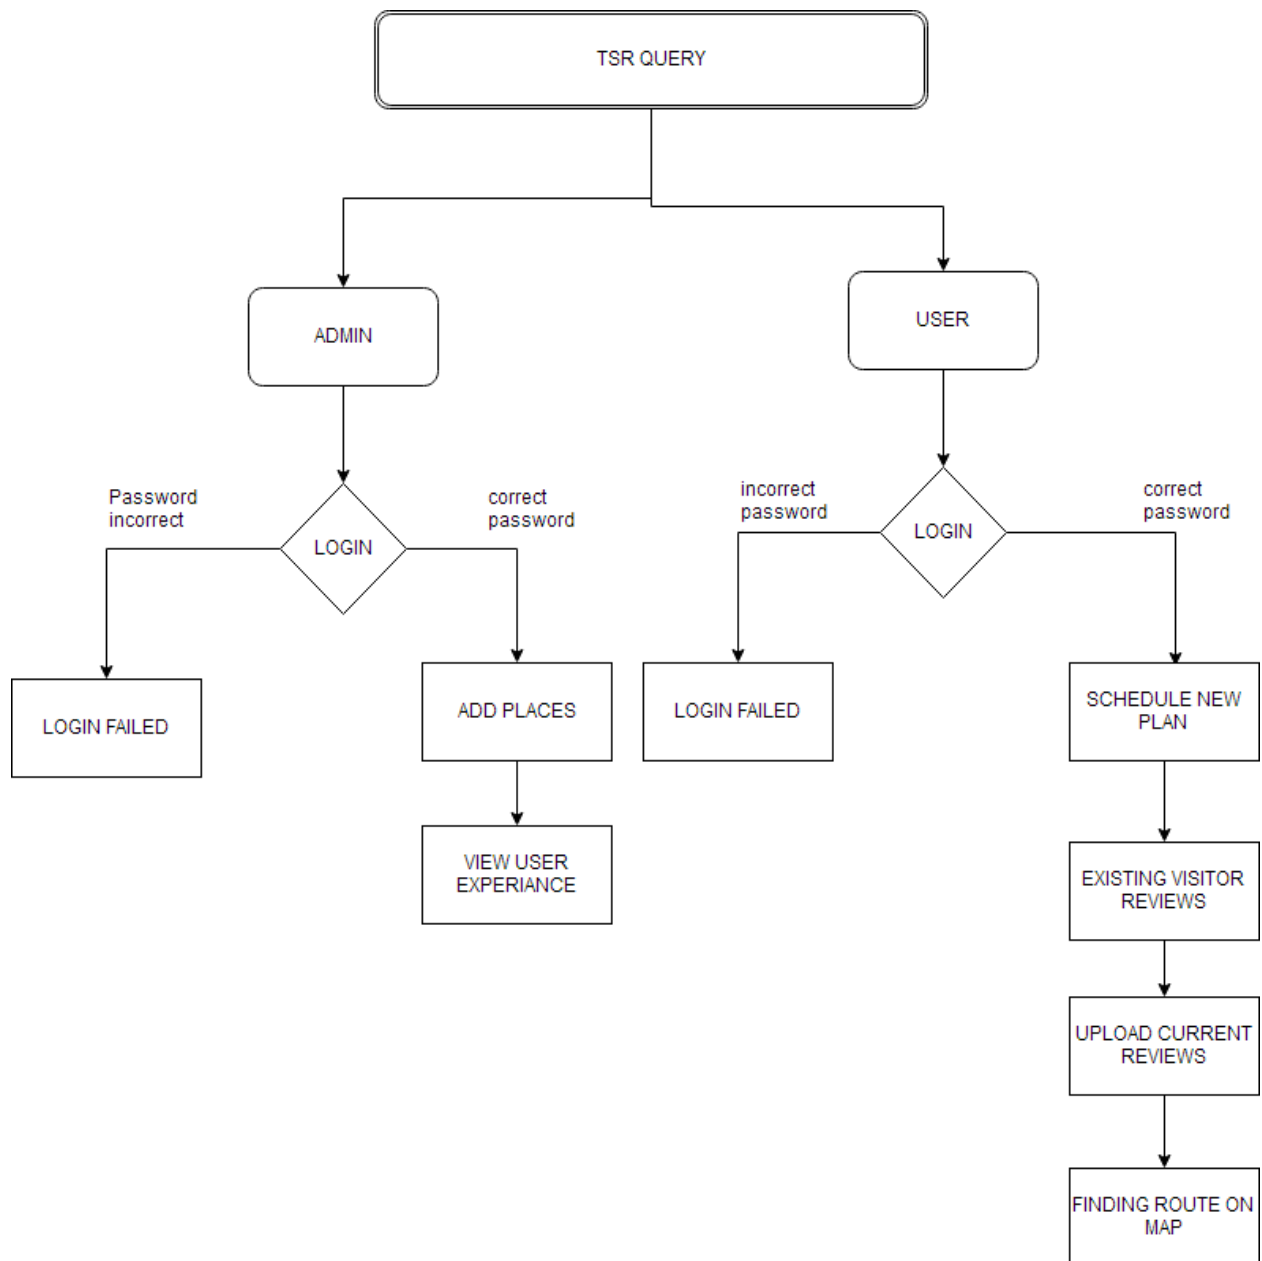 TSR QUERY
ADMIN
USER
Password
incorrect
correct
password
incorrect
password
correct
password
LOGIN
LOGIN
LOGIN FAILED
ADD PLACES
LOGIN FAILED
SCHEDULE NEW
PLAN
VIEW USER
EXPERIANCE
EXISTING VISITOR
REVIEWS
UPLOAD CURRENT
REVIEWS
FINDING ROUTE ON
MAP